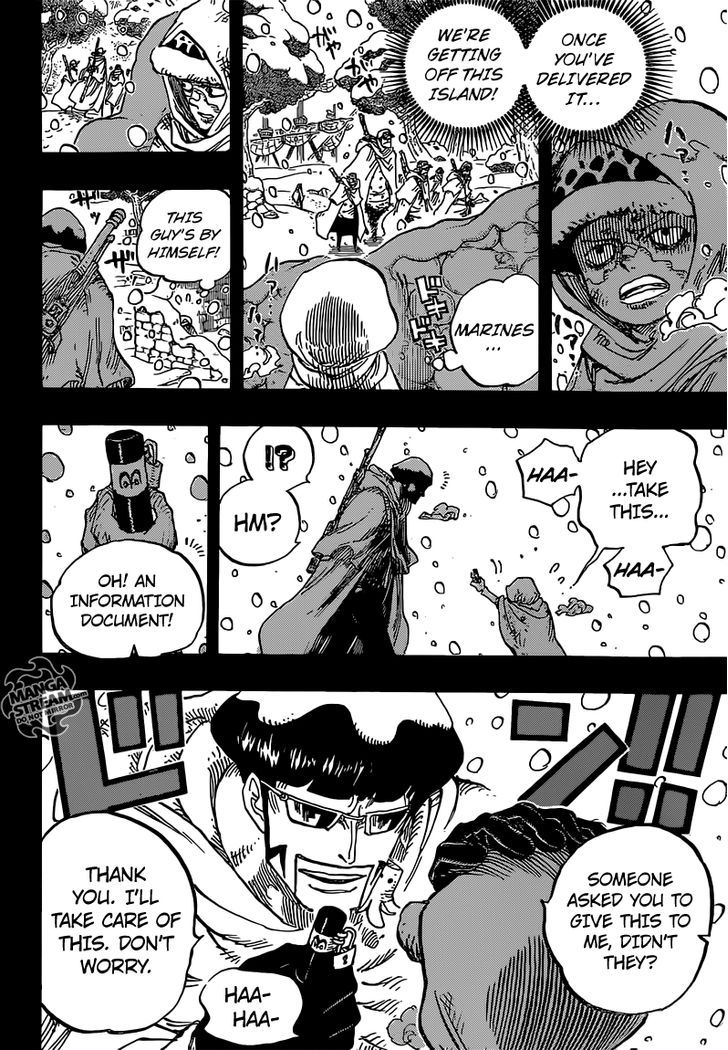 ONCE
YOU'VE
DELIVERED
IT...
WE'RE
GETTING
OFF THIS
ISLAND!
MARINES
...
THIS
GUY'S BY
HIMSELF!
HEY
...TAKE
THIS...
HAA-
HAA-
!?
HM?
OH! AN
INFORMATION
DOCUMENT!
SOMEONE
ASKED YOU TO
GIVE THIS TO
ME, DIDN'T
THEY?
THANK
YOU. I'LL
TAKE CARE OF
THIS. DON'T
WORRY.
HAA-
HAA-
MANGA
STREAM.com
DO NOT MIRROR